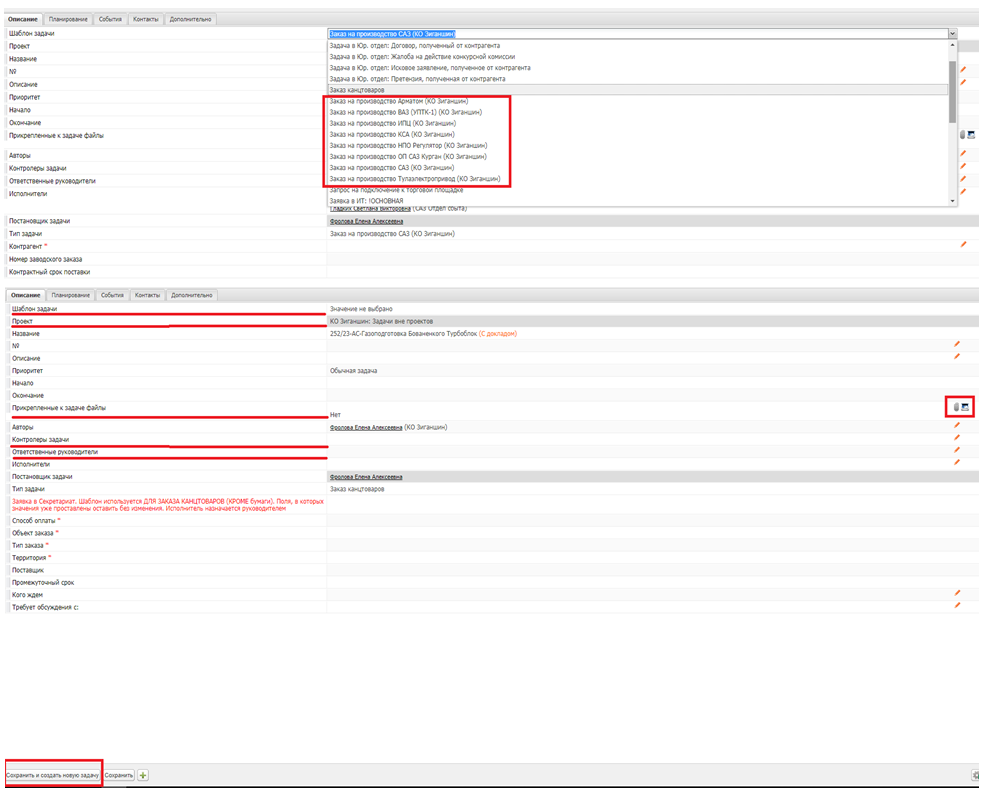 Описание Планирование События Контакты Дополнительно
Шаблон задачи Заказ на производство САЗ (КО Зиганшин)
Проект Задача в Юр. отдел: Договор, полученный от контрагента
Название Задача в Юр. отдел: Жалоба на действие конкурсной комиссии
Задача в Юр. отдел: Исковое заявление, полученное от контрагента
№ Задача в Юр. отдел: Претензия, полученная от контрагента
Описание Заказ канцтоваров
Приоритет Заказ на производство Арматом (КО Зиганшин)
Начало Заказ на производство ВАЗ (УПТК-1) (КО Зиганшин)
Окончание Заказ на производство ИПЦ (КО Зиганшин)
Прикрепленные к задаче файлы Заказ на производство КСА (КО Зиганшин)
Заказ на производство НПО Регулятор (КО Зиганшин)
Авторы Заказ на производство ОП САЗ Курган (КО Зиганшин)
Контролеры задачи Заказ на производство САЗ (КО Зиганшин)
Ответственные руководители Заказ на производство Тулаэлектропривод (КО Зиганшин)
Исполнители Запрос на подключение к торговой площадке
Заявка в ИТ: !ОСНОВНАЯ
Гладких Светлана Викторовна (САЗ Отдел сбыта)
Постановщик задачи Фролова Елена Алексеевна
Тип задачи Заказ на производство САЗ (КО Зиганшин)
Контрагент *
Номер заводского заказа
Контрактный срок поставки
Описание Планирование События Контакты Дополнительно
Шаблон задачи Значение не выбрано
Проект КО Зиганшин: Задачи вне проектов
Название 252/23-АС-Газоподготовка Бованенкого Турбоблок (С докладом)
№
Описание
Приоритет Обычная задача
Начало
Окончание
Прикрепленные к задаче файлы
Нет
Авторы Фролова Елена Алексеевна (КО Зиганшин)
Контролеры задачи
Ответственные руководители
Исполнители
Постановщик задачи Фролова Елена Алексеевна
Тип задачи Заказ канцтоваров
Заявка в Секретариат. Шаблон используется ДЛЯ ЗАКАЗА КАНЦТОВАРОВ (КРОМЕ бумаги). Поля, в которых
значения уже проставлены оставить без изменения. Исполнитель назначается руководителем
Способ оплаты *
Объект заказа *
Тип заказа *
Территория *
Поставщик
Промежуточный срок
Кого ждем
Требует обсуждения с:
Сохранить и создать новую задачу Сохранить